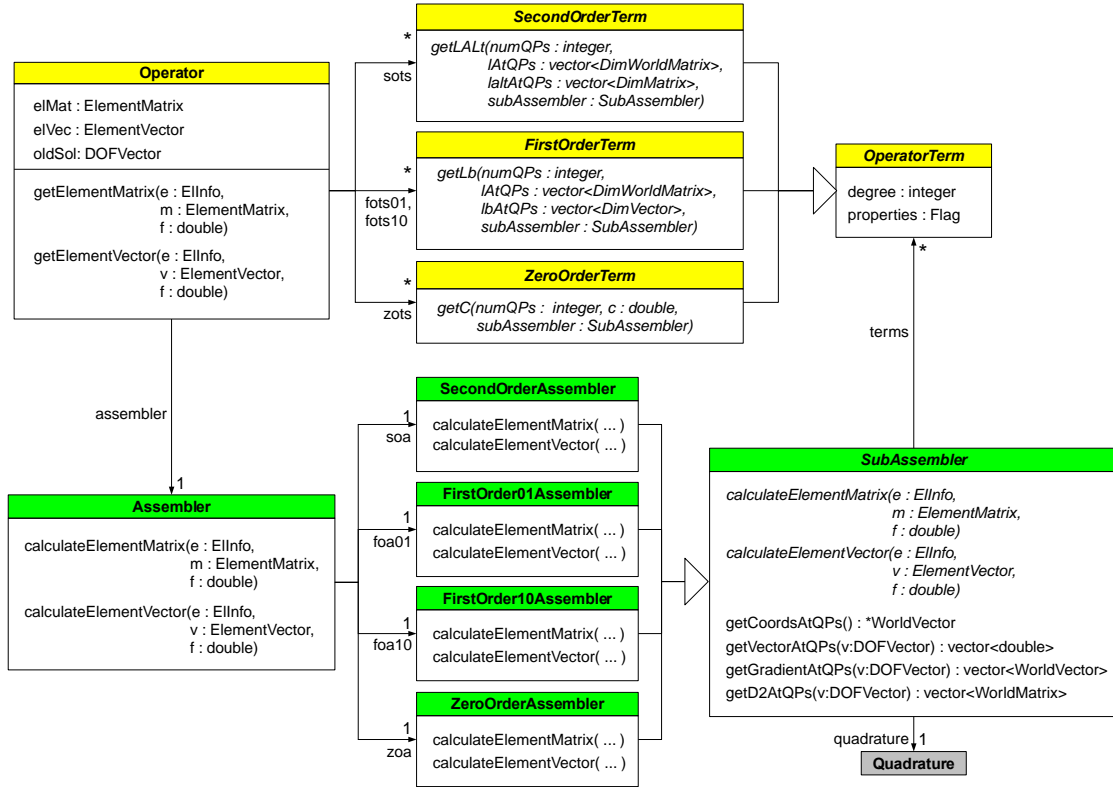 Operator
elMat : ElementMatrix
elVec : ElementVector
oldSol: DOFVector
getElementMatrix(e : ElInfo,
m : ElementMatrix,
f : double)
getElementVector(e : ElInfo,
v : ElementVector,
f : double)
*
sots
*
fots01,
fots10
*
zots
SecondOrderTerm
getLALt(numQPs : integer,
lAtQPs : vector<DimWorldMatrix>,
laltAtQPs : vector<DimMatrix>,
subAssembler : SubAssembler)
FirstOrderTerm
getLb(numQPs : integer,
lAtQPs : vector<DimWorldMatrix>,
lbAtQPs : vector<DimVector>,
subAssembler : SubAssembler)
ZeroOrderTerm
getC(numQPs : integer, c : double,
subAssembler : SubAssembler)
OperatorTerm
degree : integer
properties : Flag
*
terms
assembler
1
Assembler
calculateElementMatrix(e : ElInfo,
m : ElementMatrix,
f : double)
calculateElementVector(e : ElInfo,
v : ElementVector,
f : double)
1
soa
1
foa01
1
foa10
1
zoa
SecondOrderAssembler
calculateElementMatrix( ... )
calculateElementVector( ... )
FirstOrder01Assembler
calculateElementMatrix( ... )
calculateElementVector( ... )
FirstOrder10Assembler
calculateElementMatrix( ... )
calculateElementVector( ... )
ZeroOrderAssembler
calculateElementMatrix( ... )
calculateElementVector( ... )
SubAssembler
calculateElementMatrix(e : ElInfo,
m : ElementMatrix,
f : double)
calculateElementVector(e : ElInfo,
v : ElementVector,
f : double)
getCoordsAtQPs() : *WorldVector
getVectorAtQPs(v:DOFVector) : vector<double>
getGradientAtQPs(v:DOFVector) : vector<WorldVector>
getD2AtQPs(v:DOFVector) : vector<WorldMatrix>
quadrature 1
Quadrature